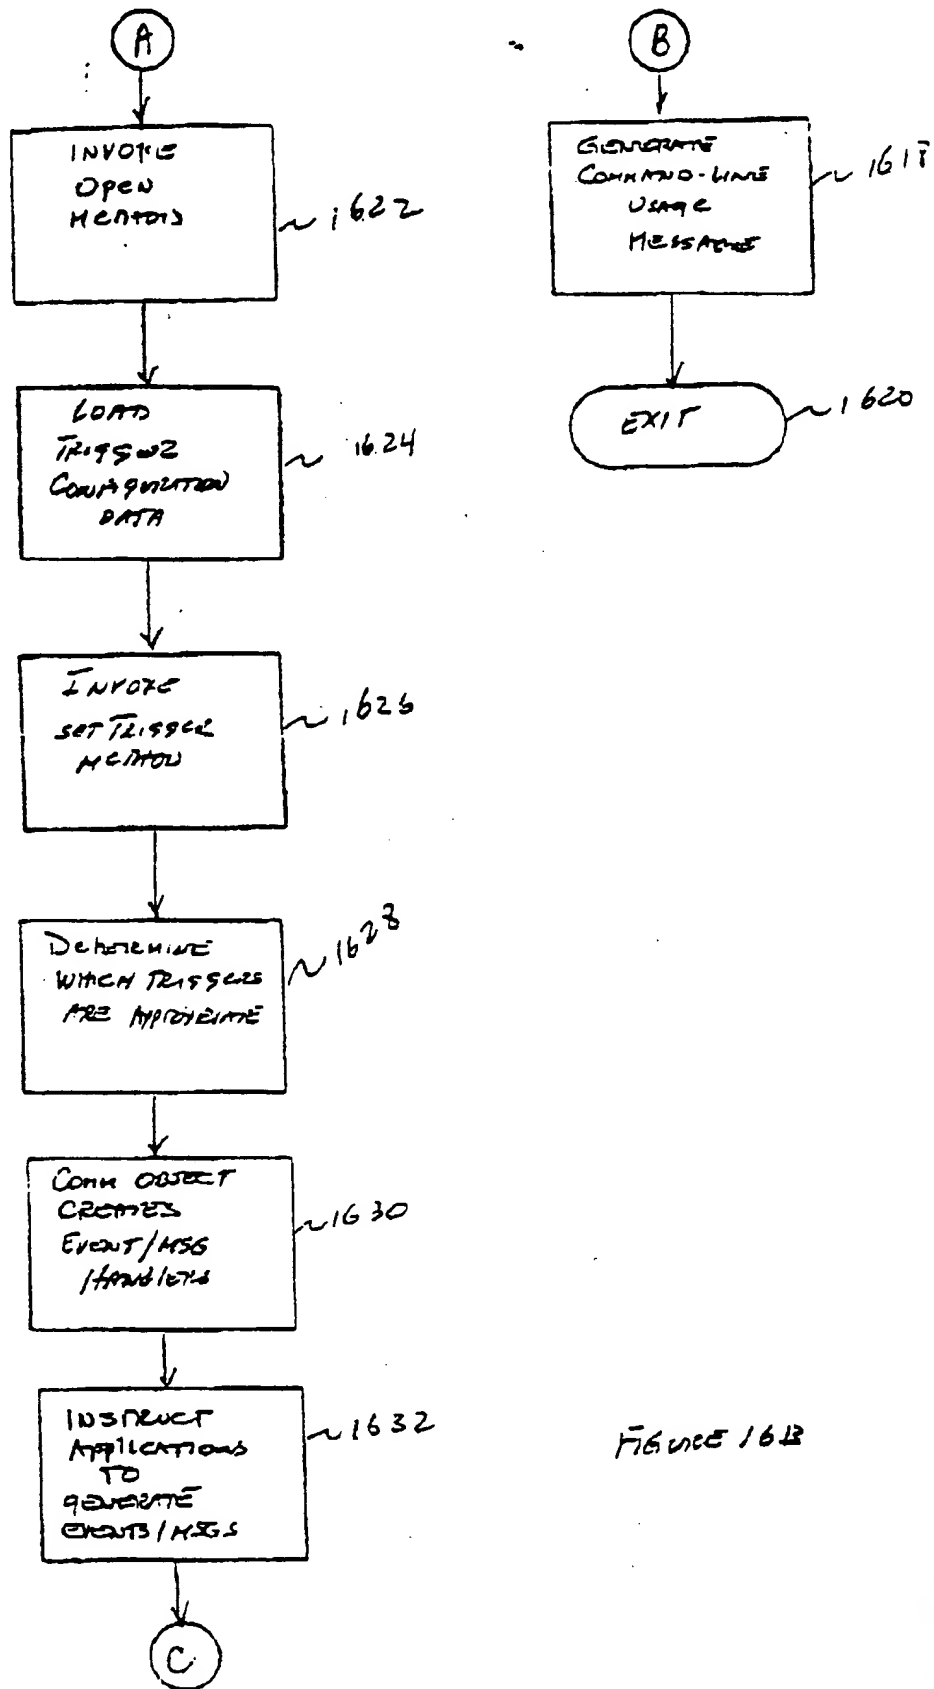 A
INVOKE
OPEN
METHODS
1622
LOAD
TRIGGER
CONFIGURATION
DATA
1624
INVOKE
SET TRIGGER
METHOD
1626
DETERMINE
WHICH TRIGGERS
ARE APPROPRIATE
1628
COMM OBJECT
CREATES
EVENT/MSG
HANDLERS
1630
INSTRUCT
APPLICATIONS
TO
GENERATE
EVENTS/MSGS
1632
C
B
GENERATE
COMMAND-LINE
USAGE
MESSAGE
1618
EXIT
1620
FIGURE 16B